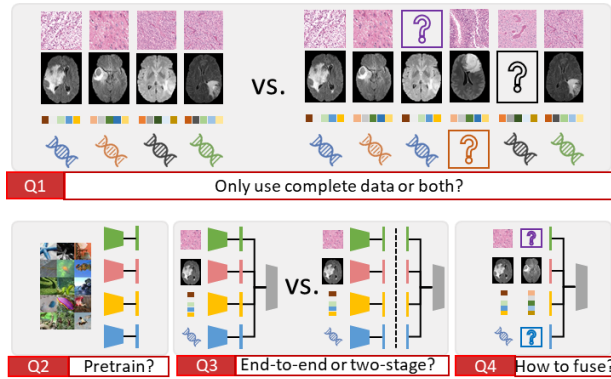 ? vs. ?
?
Q1 Only use complete data or both?
? vs. ?
?
Q2 Pretrain? Q3 End-to-end or two-stage? Q4 How to fuse?